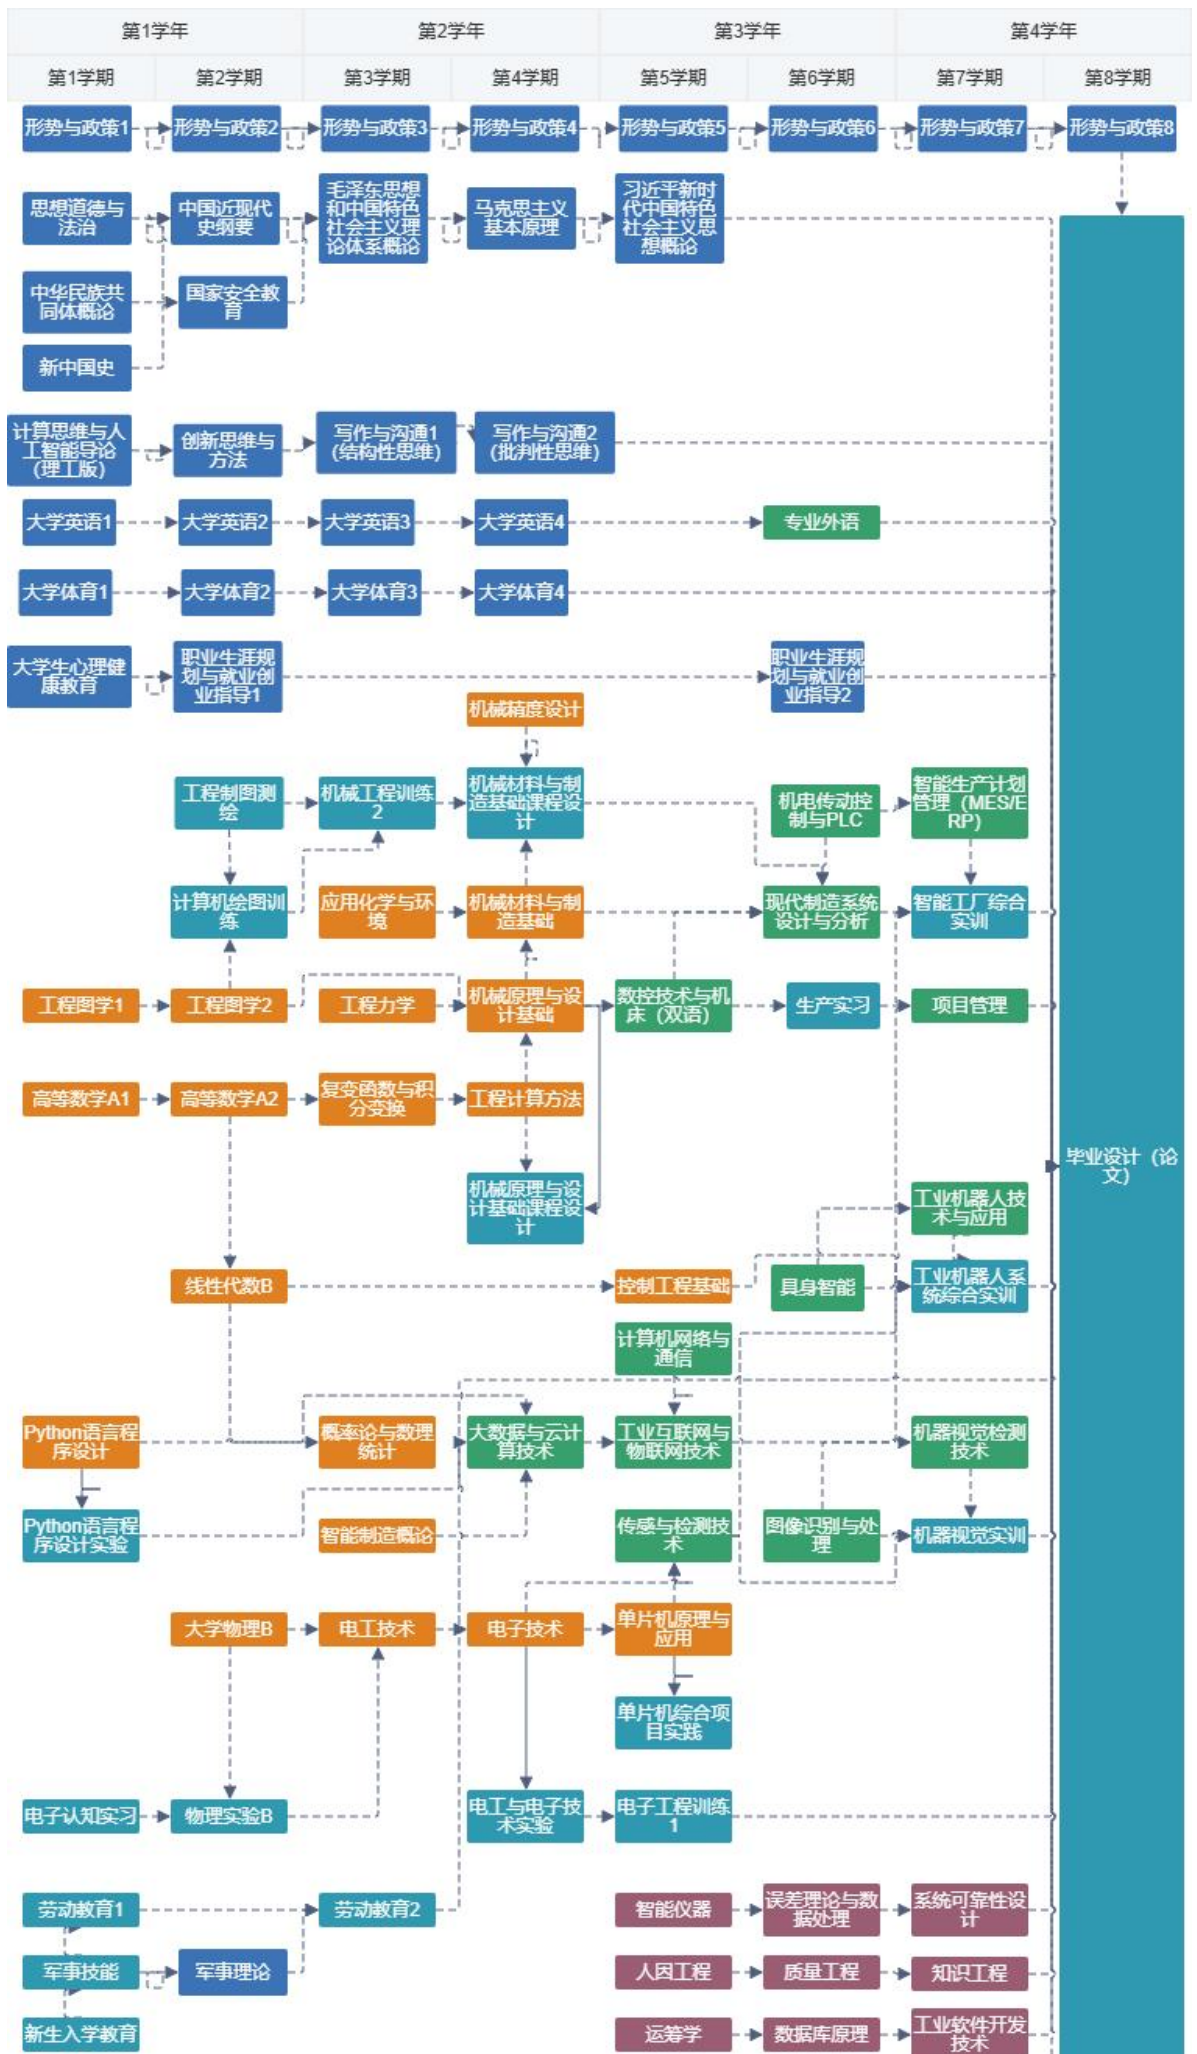 第1学年
第2学年
第3学年
第4学年
第1学期
第2学期
第3学期
第4学期
第5学期
第6学期
第7学期
第8学期
形势与政策1
形势与政策2
形势与政策3
形势与政策4
形势与政策5
形势与政策6
形势与政策7
形势与政策8
思想道德与
法治
中国近现代
史纲要
毛泽东思想
和中国特色
社会主义理
论体系概论
马克思主义
基本原理
习近平新时
代中国特色
社会主义思
想概论
中华民族共
同体概论
国家安全教
育
新中国史
计算思维与人
工智能导论
(理工版)
创新思维与
方法
写作与沟通1
(结构性思维)
写作与沟通2
(批判性思维)
大学英语1
大学英语2
大学英语3
大学英语4
专业外语
大学体育1
大学体育2
大学体育3
大学体育4
大学生心理健
康教育
职业生涯规
划与就业创
业指导1
职业生涯规
划与就业创
业指导2
机械精度设计
工程制图测
绘
机械工程训练
2
机械材料与制
造基础课程设
计
机电传动控
制与PLC
智能生产计划
管理（MES/E
RP）
计算机绘图训
练
应用化学与环
境
机械材料与制
造基础
现代制造系统
设计与分析
智能工厂综合
实训
工程图学1
工程图学2
工程力学
机械原理与设
计基础
数控技术与机
床（双语）
生产实习
项目管理
高等数学A1
高等数学A2
复变函数与积
分变换
工程计算方法
毕业设计（论
文）
机械原理与设
计基础课程设
计
工业机器人技
术与应用
线性代数B
控制工程基础
具身智能
工业机器人系
统综合实训
计算机网络与
通信
Python语言程
序设计
概率论与数理
统计
大数据与云计
算技术
工业互联网与
物联网技术
机器视觉检测
技术
Python语言程
序设计实验
智能制造概论
传感与检测技
术
图像识别与处
理
机器视觉实训
大学物理B
电工技术
电子技术
单片机原理与
应用
单片机综合项
目实践
电子认知实习
物理实验B
电工与电子技
术实验
电子工程训练
1
劳动教育1
劳动教育2
智能仪器
误差理论与数
据处理
系统可靠性设
计
军事技能
军事理论
人因工程
质量工程
知识工程
新生入学教育
运筹学
数据库原理
工业软件开发
技术